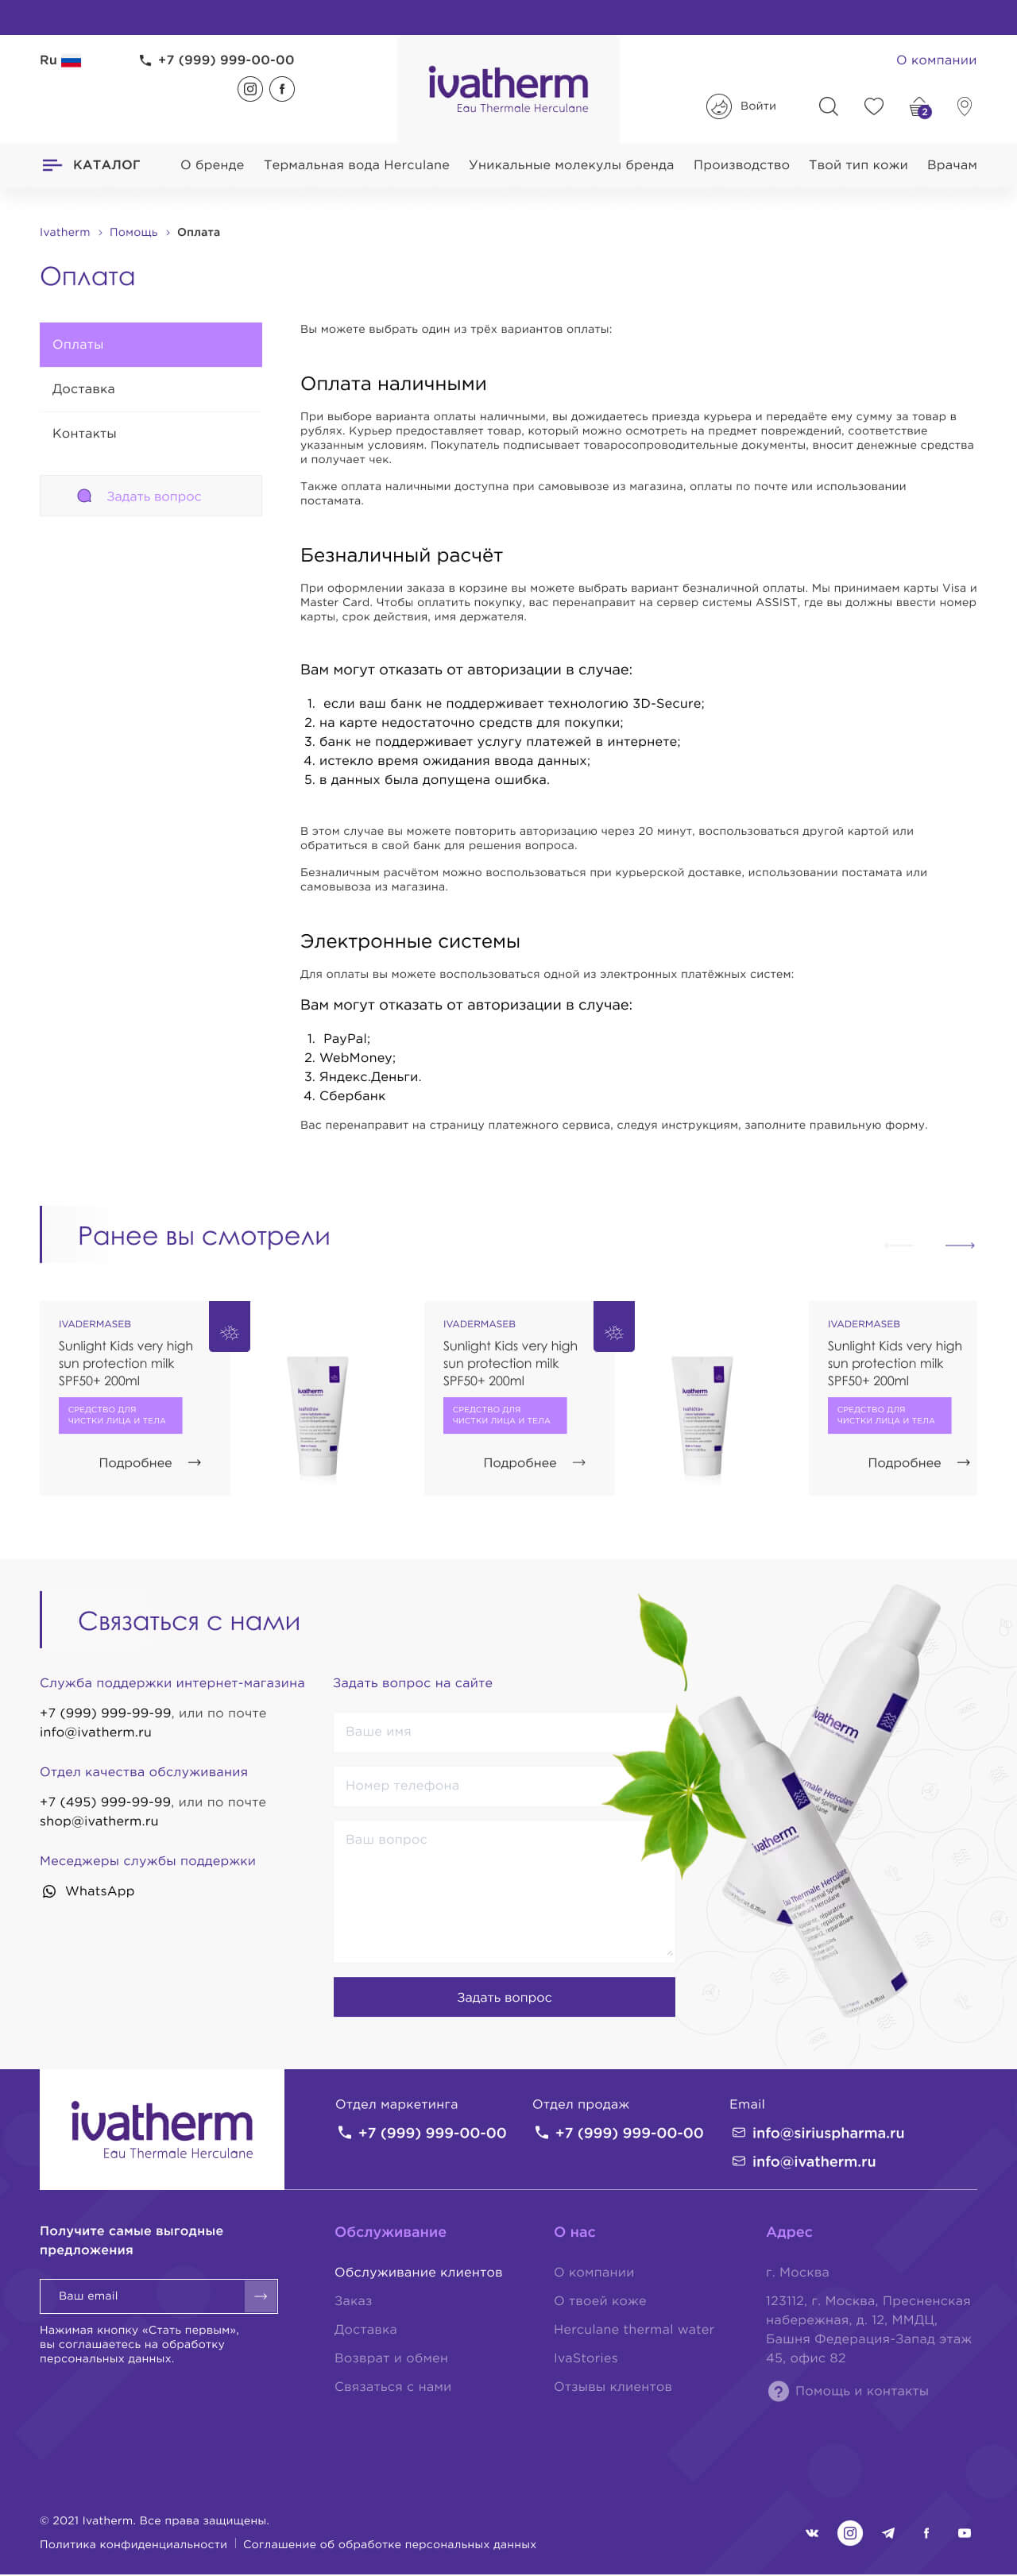 Ru
+7 (999) 999-00-00
ivatherm
Eau Thermale Herculane
О компании
Войти
2
КАТАЛОГ
О бренде
Термальная вода Herculane
Уникальные молекулы бренда
Производство
Твой тип кожи
Врачам
Ivatherm > Помощь > Оплата
Оплата
Оплаты
Доставка
Контакты
Задать вопрос
Вы можете выбрать один из трёх вариантов оплаты:
Оплата наличными
При выборе варианта оплаты наличными, вы дожидаетесь приезда курьера и передаёте ему сумму за товар в
рублях. Курьер предоставляет товар, который можно осмотреть на предмет повреждений, соответствие
указанным условиям. Покупатель подписывает товаросопроводительные документы, вносит денежные средства
и получает чек.
Также оплата наличными доступна при самовывозе из магазина, оплаты по почте или использовании
постамата.
Безналичный расчёт
При оформлении заказа в корзине вы можете выбрать вариант безналичной оплаты. Мы принимаем карты Visa и
Master Card. Чтобы оплатить покупку, вас перенаправит на сервер системы ASSIST, где вы должны ввести номер
карты, срок действия, имя держателя.
Вам могут отказать от авторизации в случае:
1. если ваш банк не поддерживает технологию 3D-Secure;
2. на карте недостаточно средств для покупки;
3. банк не поддерживает услугу платежей в интернете;
4. истекло время ожидания ввода данных;
5. в данных была допущена ошибка.
В этом случае вы можете повторить авторизацию через 20 минут, воспользоваться другой картой или
обратиться в свой банк для решения вопроса.
Безналичным расчётом можно воспользоваться при курьерской доставке, использовании постамата или
самовывоза из магазина.
Электронные системы
Для оплаты вы можете воспользоваться одной из электронных платёжных систем:
Вам могут отказать от авторизации в случае:
1. PayPal;
2. WebMoney;
3. Яндекс.Деньги.
4. Сбербанк
Вас перенаправит на страницу платежного сервиса, следуя инструкциям, заполните правильную форму.
Ранее вы смотрели
IVADERMASEB
Sunlight Kids very high
sun protection milk
SPF50+ 200ml
СРЕДСТВО ДЛЯ
ЧИСТКИ ЛИЦА И ТЕЛА
Подробнее
ivatherm
IVADERMASEB
Sunlight Kids very high
sun protection milk
SPF50+ 200ml
СРЕДСТВО ДЛЯ
ЧИСТКИ ЛИЦА И ТЕЛА
Подробнее
ivatherm
IVADERMASEB
Sunlight Kids very high
sun protection milk
SPF50+ 200ml
СРЕДСТВО ДЛЯ
ЧИСТКИ ЛИЦА И ТЕЛА
Подробнее
Связаться с нами
Служба поддержки интернет-магазина
+7 (999) 999-99-99, или по почте
info@ivatherm.ru
Отдел качества обслуживания
+7 (495) 999-99-99, или по почте
shop@ivatherm.ru
Меседжеры службы поддержки
WhatsApp
Задать вопрос на сайте
Ваше имя
Номер телефона
Ваш вопрос
Задать вопрос
ivatherm
ivatherm
Eau Thermale Herculane
ivatherm
Eau Thermale Herculane
Отдел маркетинга
+7 (999) 999-00-00
Отдел продаж
+7 (999) 999-00-00
Email
info@siriuspharma.ru
info@ivatherm.ru
Получите самые выгодные
предложения
Ваш email
Нажимая кнопку «Стать первым»,
вы соглашаетесь на обработку
персональных данных.
Обслуживание
Обслуживание клиентов
Заказ
Доставка
Возврат и обмен
Связаться с нами
О нас
О компании
О твоей коже
Herculane thermal water
IvaStories
Отзывы клиентов
Адрес
г. Москва
123112, г. Москва, Пресненская
набережная, д. 12, ММДЦ,
Башня Федерация-Запад этаж
45, офис 82
Помощь и контакты
© 2021 Ivatherm. Все права защищены.
Политика конфиденциальности | Соглашение об обработке персональных данных